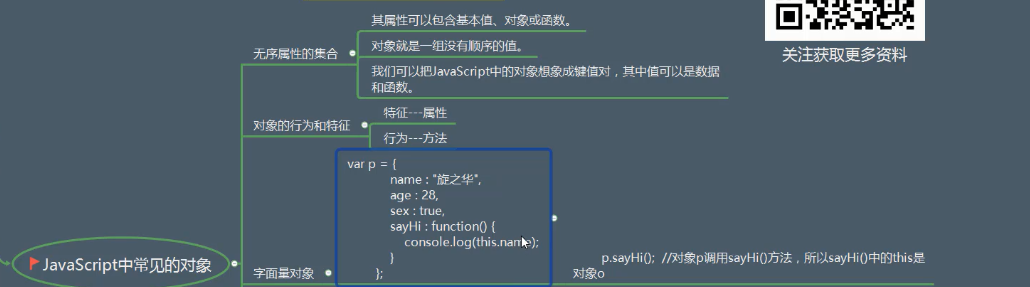 其属性可以包含基本值、对象或函数。
无序属性的集合
对象就是一组没有顺序的值。
我们可以把JavaScript中的对象想象成键值对，其中值可以是数据
和函数。
关注获取更多资料
对象的行为和特征
特征---属性
行为---方法
var p = {
name : "旋之华",
age : 28,
sex : true,
sayHi : function() {
console.log(this.name);
}
};
字面量对象
p.sayHi();  //对象p调用sayHi()方法，所以sayHi()中的this是
对象o
JavaScript中常见的对象